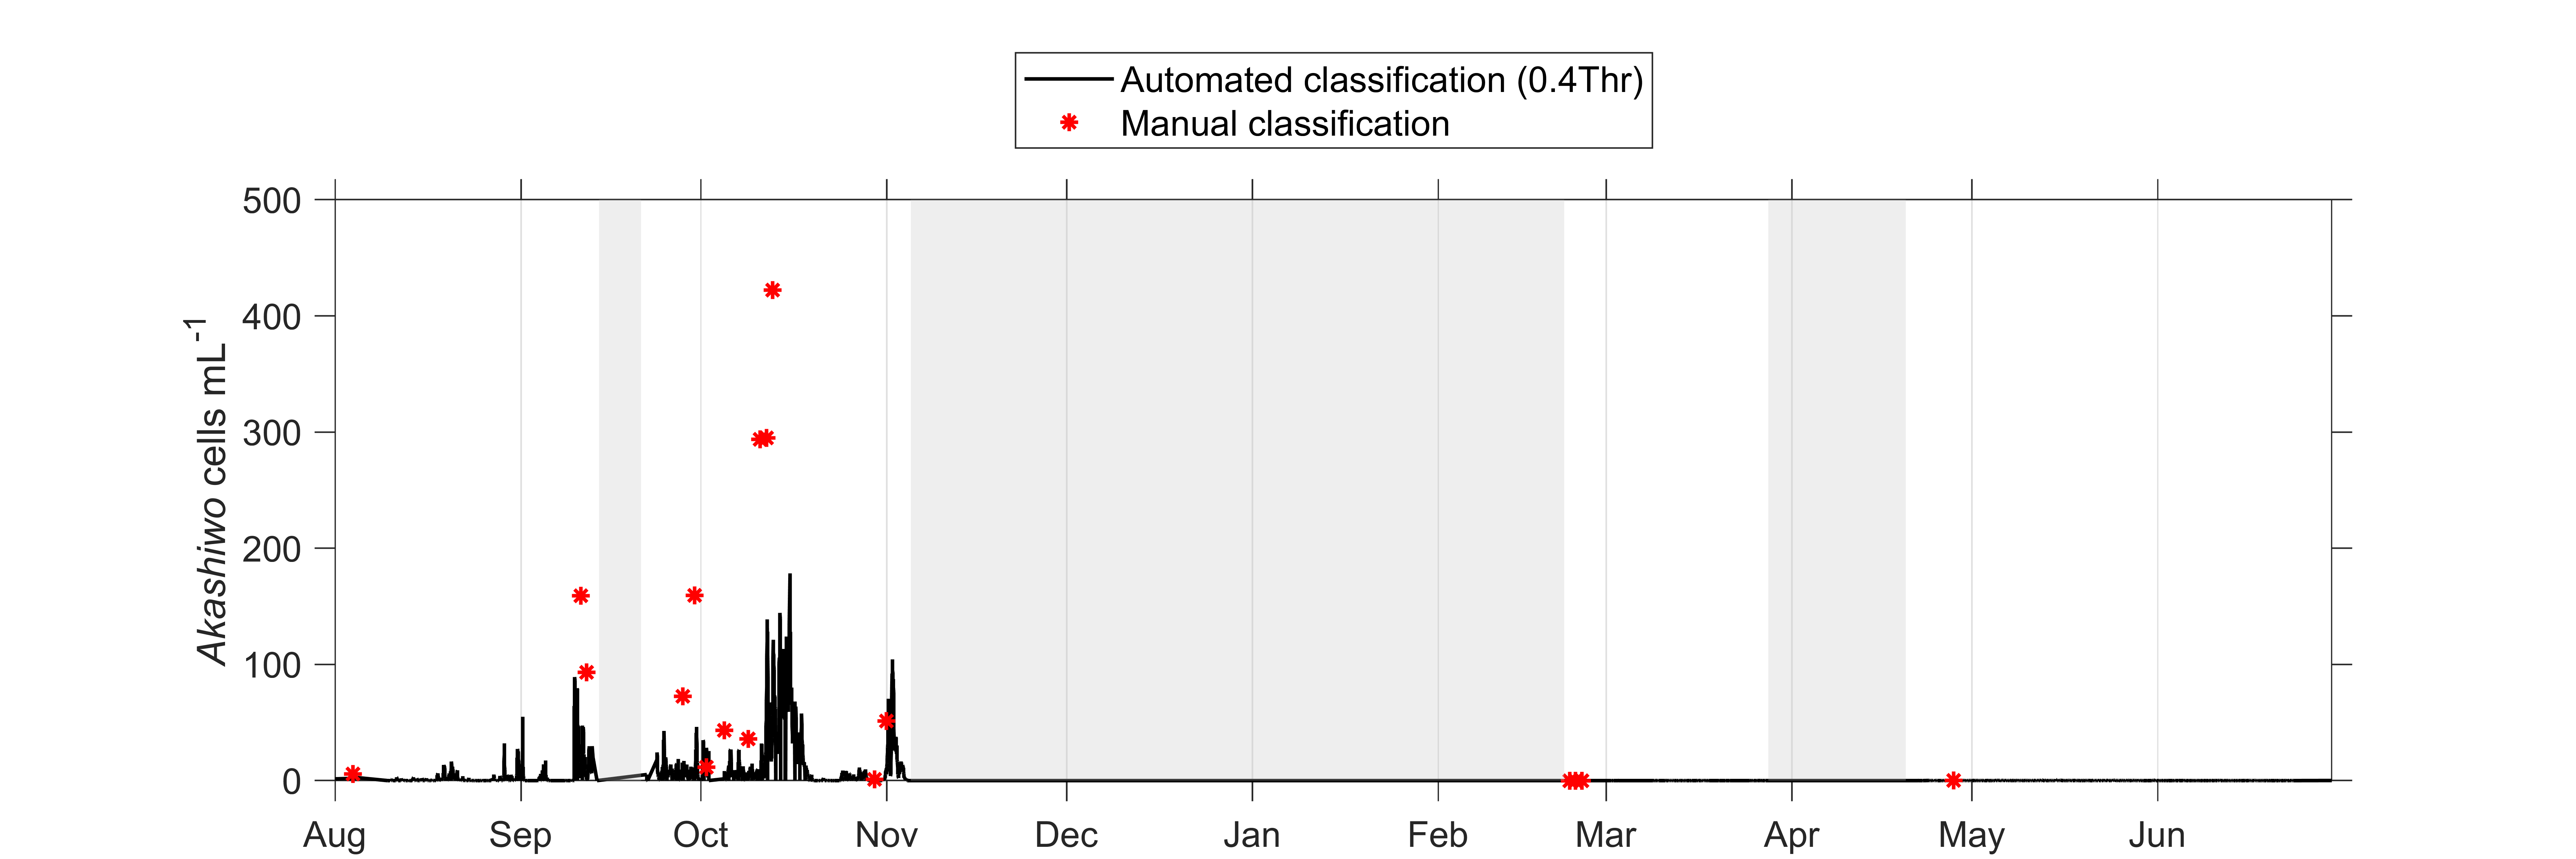 Automated classification (0.4Thr)
Manual classification
500
400
300
200
100
0
Akashiwo cells mL-1
Aug Sep Oct Nov Dec Jan Feb Mar Apr May Jun